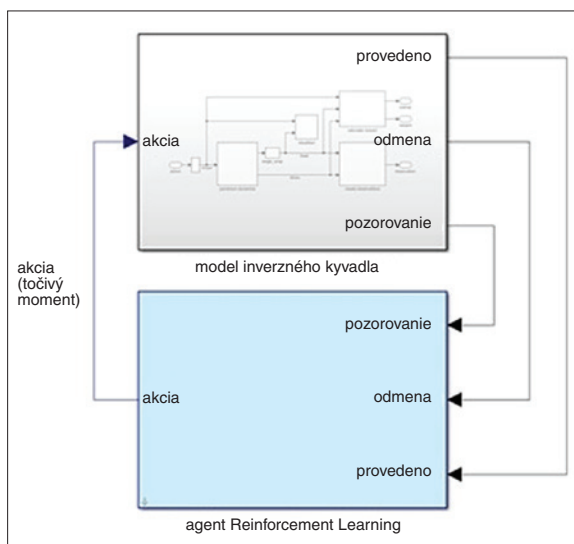 provedeno
akcia
odmena
pozorovanie
model inverzného kyvadla
akcia
(točivý
moment)
pozorovanie
akcia
odmena
provedeno
agent Reinforcement Learning